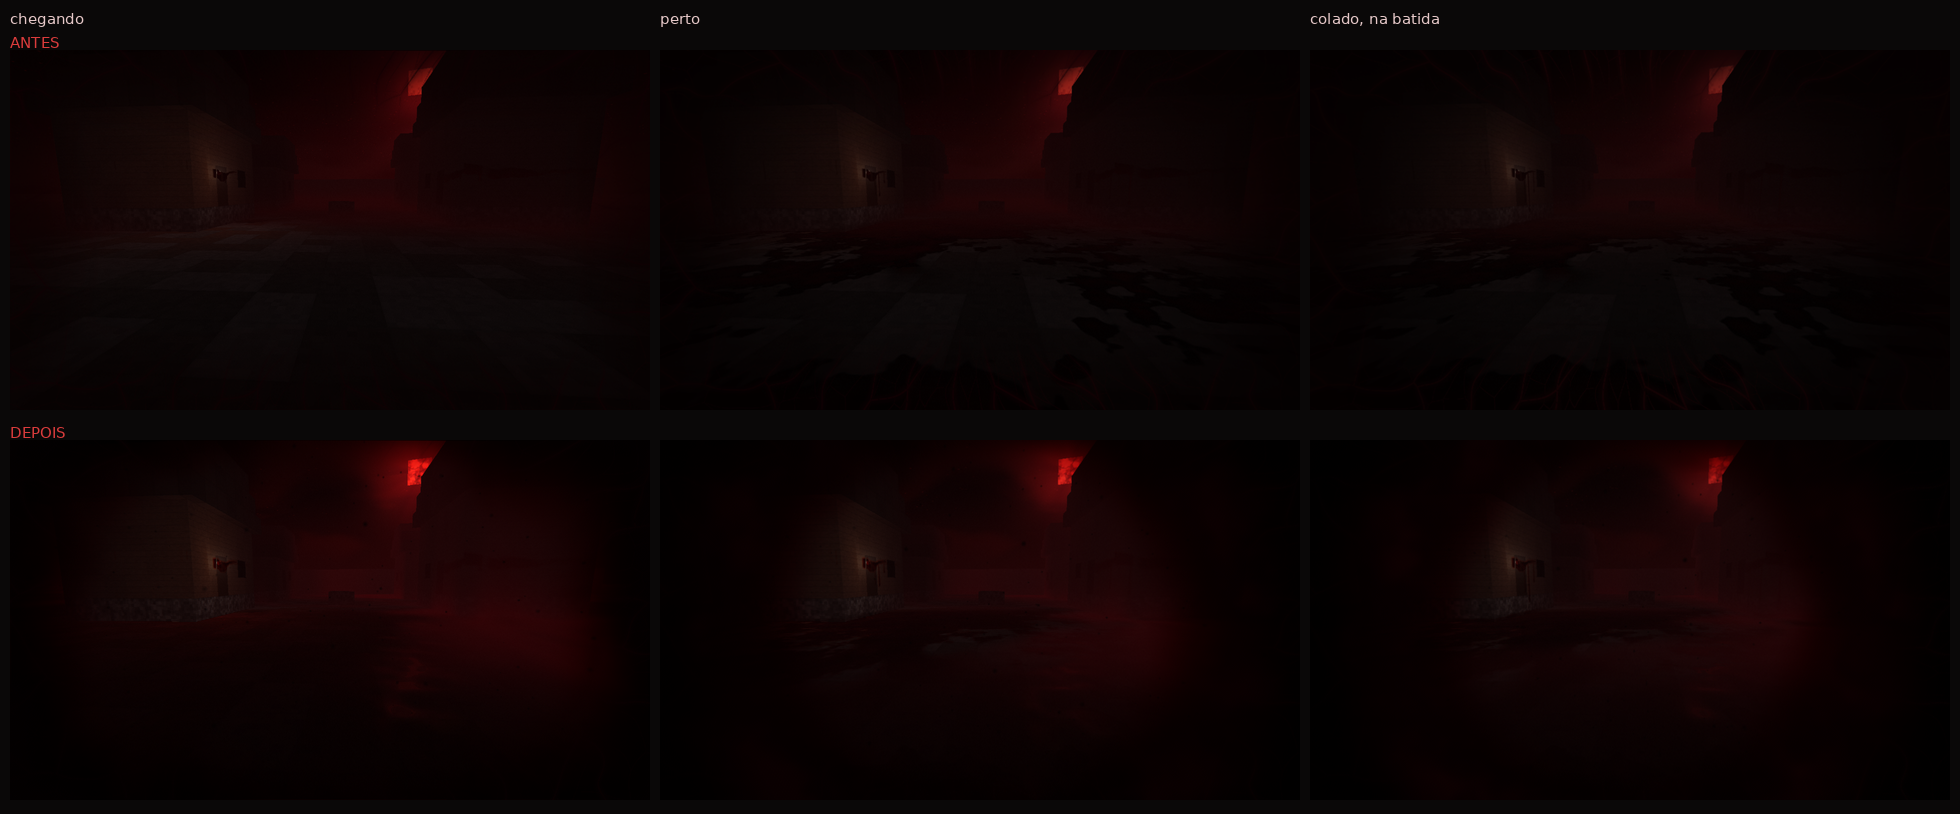 chegando
perto
colado, na batida
ANTES
DEPOIS